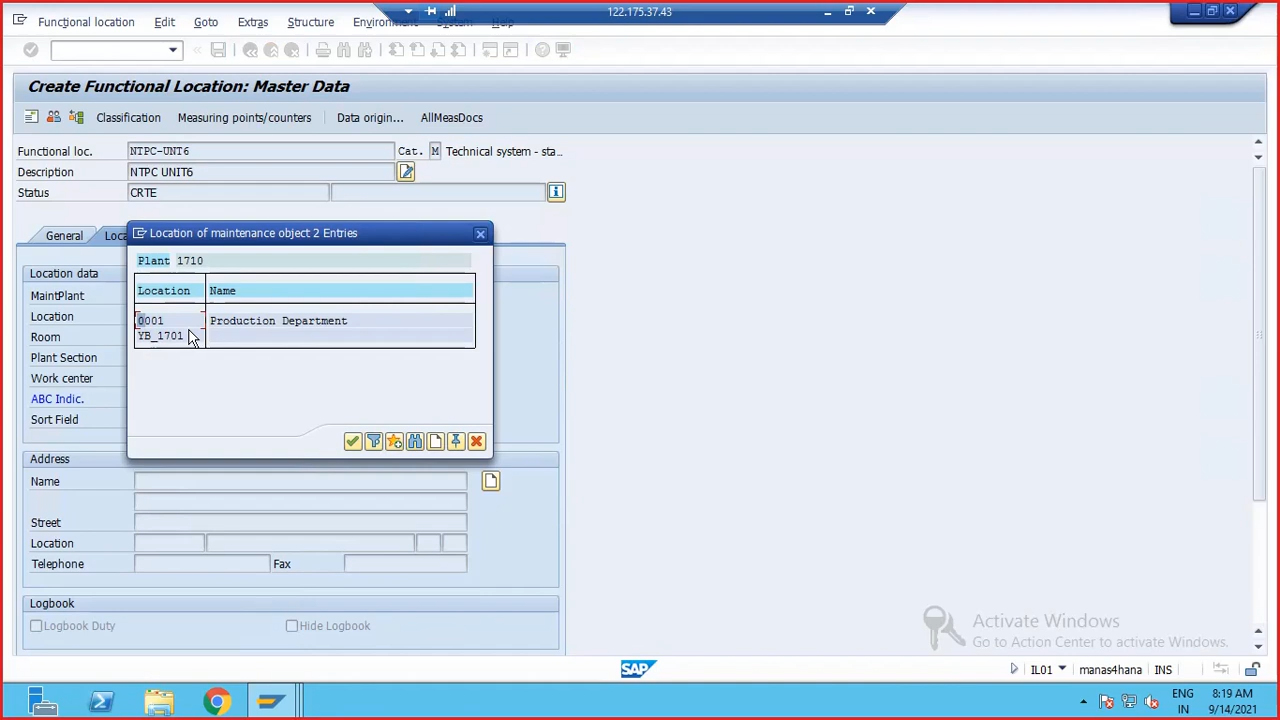 122.175.37.43
Functional location Edit Goto Extras Structure Environment System Help
Create Functional Location: Master Data
Classification Measuring points/counters Data origin... AllMeasDocs
Functional loc. NTPC-UNT6 Cat. M Technical system - sta...
Description NTPC UNIT6
Status CRTE
General Loca
Location of maintenance object 2 Entries
Plant 1710
Location Name
0001 Production Department
YB_1701
Location data
MaintPlant
Location
Room
Plant Section
Work center
ABC Indic.
Sort Field
Address
Name
Street
Location
Telephone Fax
Logbook
Logbook Duty Hide Logbook
Activate Windows
Go to Action Center to activate Windows.
SAP IL01 manas4hana INS
ENG 8:19 AM
IN 9/14/2021